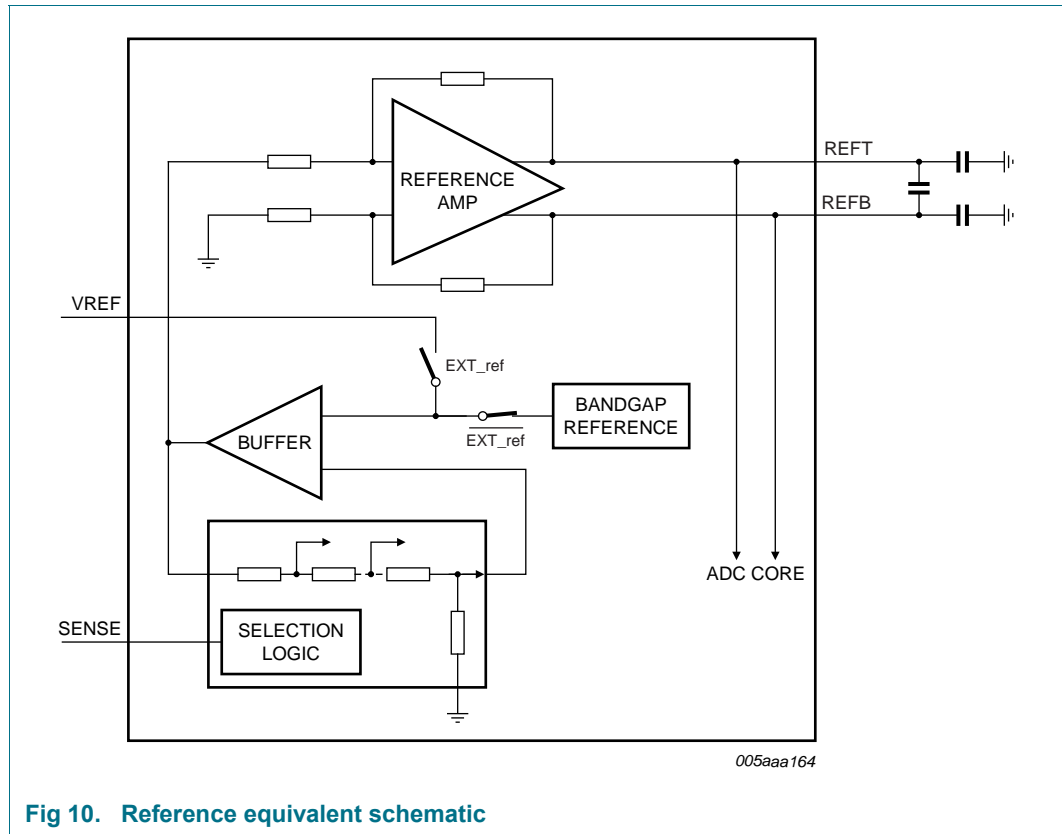 REFERENCE
AMP
REFT
REFB
VREF
EXT_ref
BUFFER
EXT_ref
BANDGAP
REFERENCE
ADC CORE
SENSE
SELECTION
LOGIC
005aaa164
Fig 10. Reference equivalent schematic